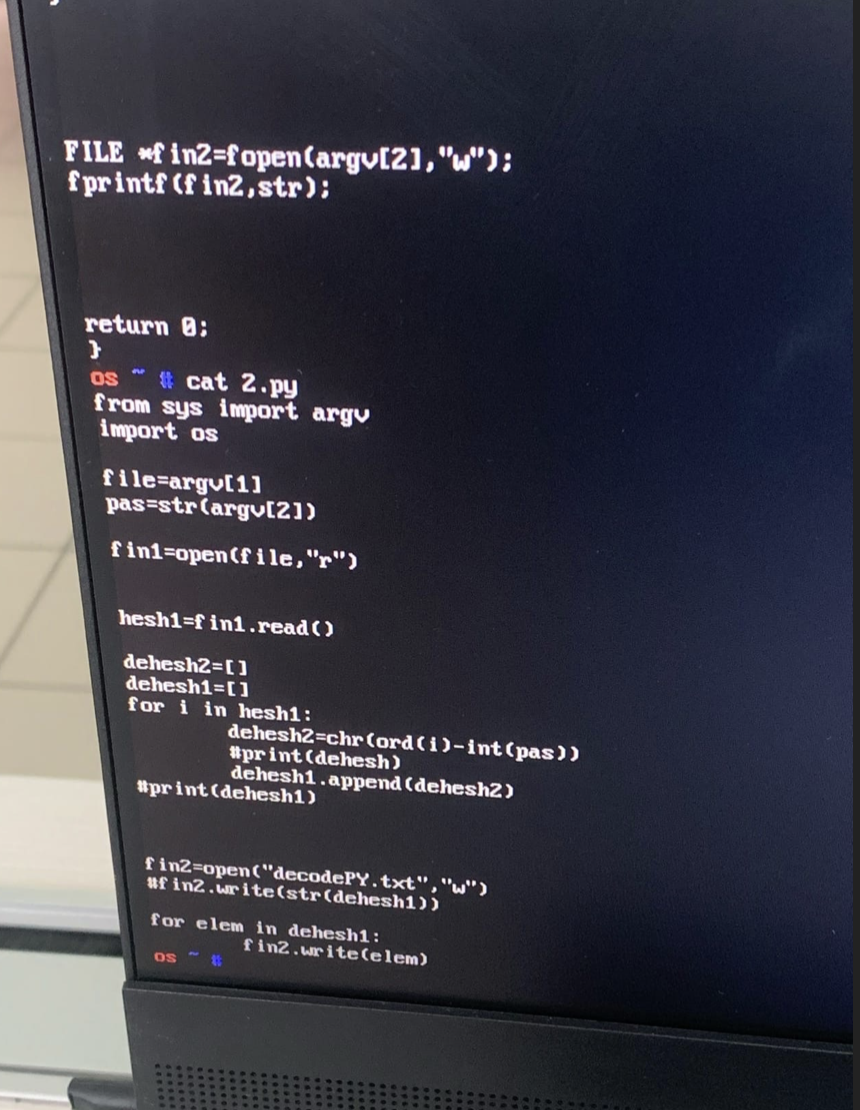 FILE *fin2=fopen(argv[2],"w");
fprintf(fin2,str);
return 0;
}
os ~ # cat 2.py
from sys import argv
import os
file=argv[1]
pas=str(argv[2])
fin1=open(file,"r")
hesh1=fin1.read()
dehesh2=[]
dehesh1=[]
for i in hesh1:
dehesh2=chr(ord(i)-int(pas))
#print(dehesh)
dehesh1.append(dehesh2)
#print(dehesh1)
fin2=open("decodePY.txt","w")
#fin2.write(str(dehesh1))
for elem in dehesh1:
fin2.write(elem)
os ~ #